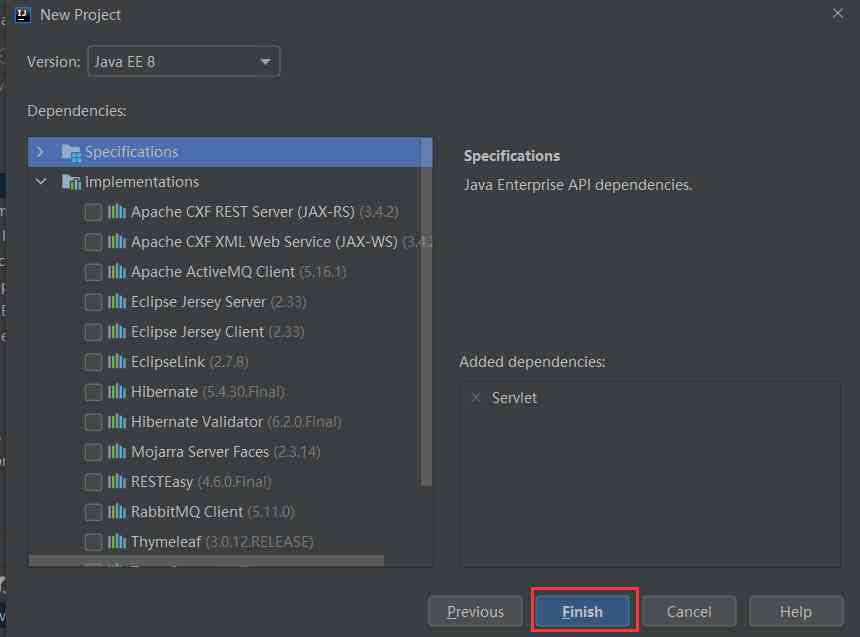 New Project
Version: Java EE 8
Dependencies:
Specifications
Implementations
Apache CXF REST Server (JAX-RS) (3.4.2)
Apache CXF XML Web Service (JAX-WS) (3.4.2
Apache ActiveMQ Client (5.16.1)
Eclipse Jersey Server (2.33)
Eclipse Jersey Client (2.33)
EclipseLink (2.7.8)
Hibernate (5.4.30.Final)
Hibernate Validator (6.2.0.Final)
Mojarra Server Faces (2.3.14)
RESTEasy (4.6.0.Final)
RabbitMQ Client (5.11.0)
Thymeleaf (3.0.12.RELEASE)
Specifications
Java Enterprise API dependencies.
Added dependencies:
Servlet
Previous Finish Cancel Help